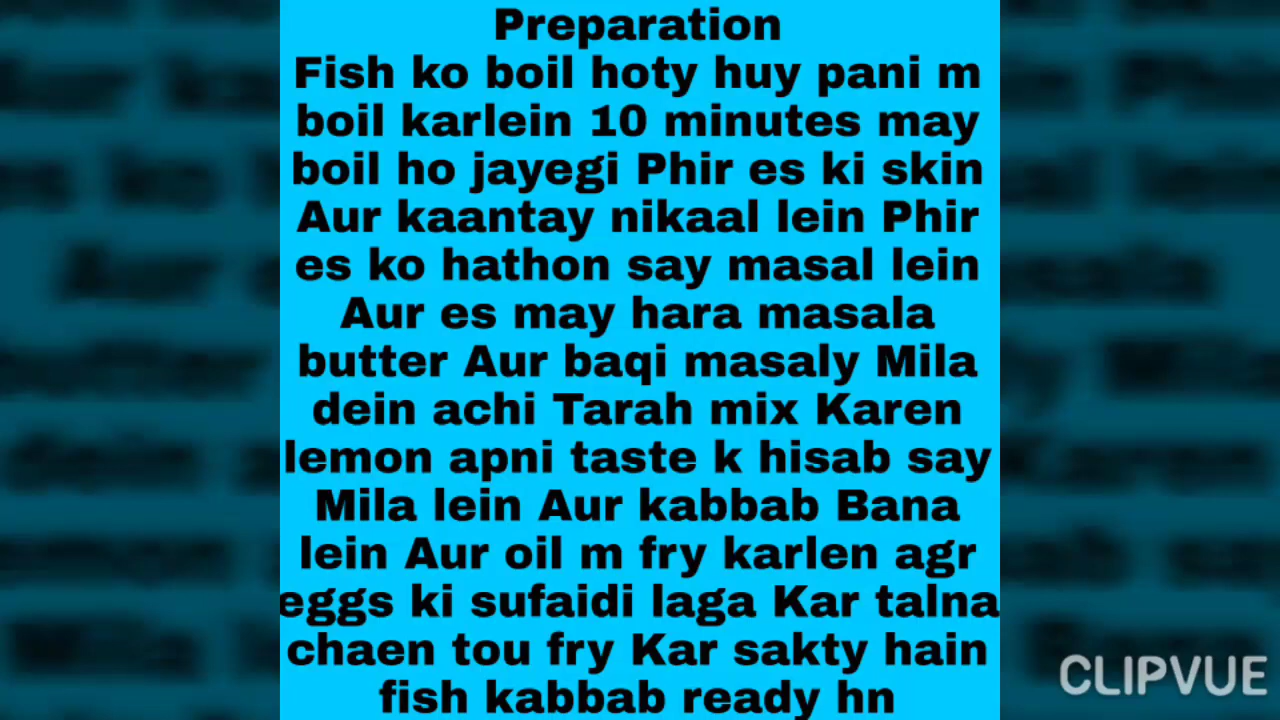 Preparation
Fish ko boil hoty huy pani m
boil karlein 10 minutes may
boil ho jayegi Phir es ki skin
Aur kaantay nikaal lein Phir
es ko hathon say masal lein
Aur es may hara masala
butter Aur baqi masaly Mila
dein achi Tarah mix Karen
lemon apni taste k hisab say
Mila lein Aur kabbab Bana
lein Aur oil m fry karlen agr
eggs ki sufaidi laga Kar talna
chaen tou fry Kar sakty hain
fish kabbab ready hn
CLIPVUE